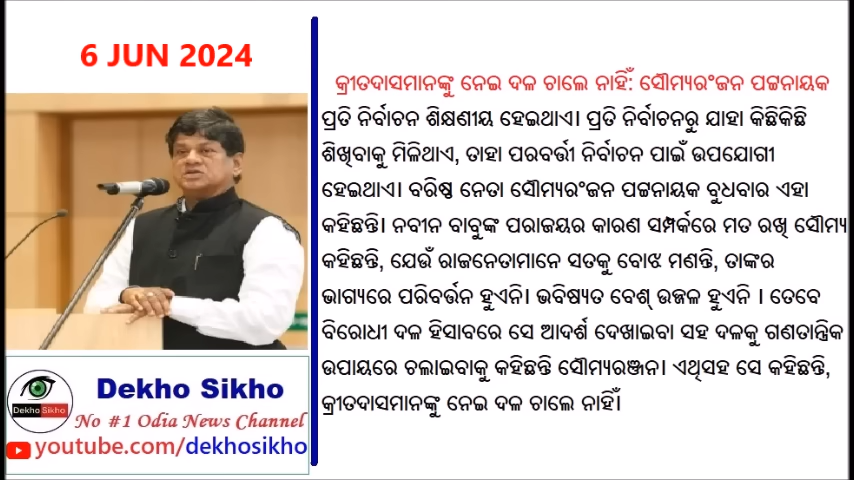 6 JUN 2024
Dekho Sikho
Dekho Sikho
No #1 Odia News Channel
youtube.com/dekhosikho
କ୍ରୀତଦାସମାନଙ୍କୁ ନେଇ ଦଳ ଚାଲେ ନାହିଁ: ସୌମ୍ୟରଂଜନ ପଟ୍ଟନାୟକ
ପ୍ରତି ନିର୍ବାଚନ ଶିକ୍ଷଣୀୟ ହେଇଥାଏ। ପ୍ରତି ନିର୍ବାଚନରୁ ଯାହା କିଛିକିଛି
ଶିଖିବାକୁ ମିଳିଥାଏ, ତାହା ପରବର୍ତ୍ତୀ ନିର୍ବାଚନ ପାଇଁ ଉପଯୋଗୀ
ହେଇଥାଏ। ବରିଷ୍ଠ ନେତା ସୌମ୍ୟରଂଜନ ପଟ୍ଟନାୟକ ବୁଧବାର ଏହା
କହିଛନ୍ତି। ନବୀନ ବାବୁଙ୍କ ପରାଜୟର କାରଣ ସମ୍ପର୍କରେ ମତ ରଖି ସୌମ୍ୟ
କହିଛନ୍ତି, ଯେଉଁ ରାଜନେତାମାନେ ସତକୁ ବୋଝ ମଣନ୍ତି, ତାଙ୍କର
ଭାଗ୍ୟରେ ପରିବର୍ତ୍ତନ ହୁଏନି। ଭବିଷ୍ୟତ ବେଶ୍ ଉଜ୍ଜଳ ହୁଏନି । ତେବେ
ବିରୋଧୀ ଦଳ ହିସାବରେ ସେ ଆଦର୍ଶ ଦେଖାଇବା ସହ ଦଳକୁ ଗଣତାନ୍ତ୍ରିକ
ଉପାୟରେ ଚଲାଇବାକୁ କହିଛନ୍ତି ସୌମ୍ୟରଞ୍ଜନ। ଏଥିସହ ସେ କହିଛନ୍ତି,
କ୍ରୀତଦାସମାନଙ୍କୁ ନେଇ ଦଳ ଚାଲେ ନାହିଁ।